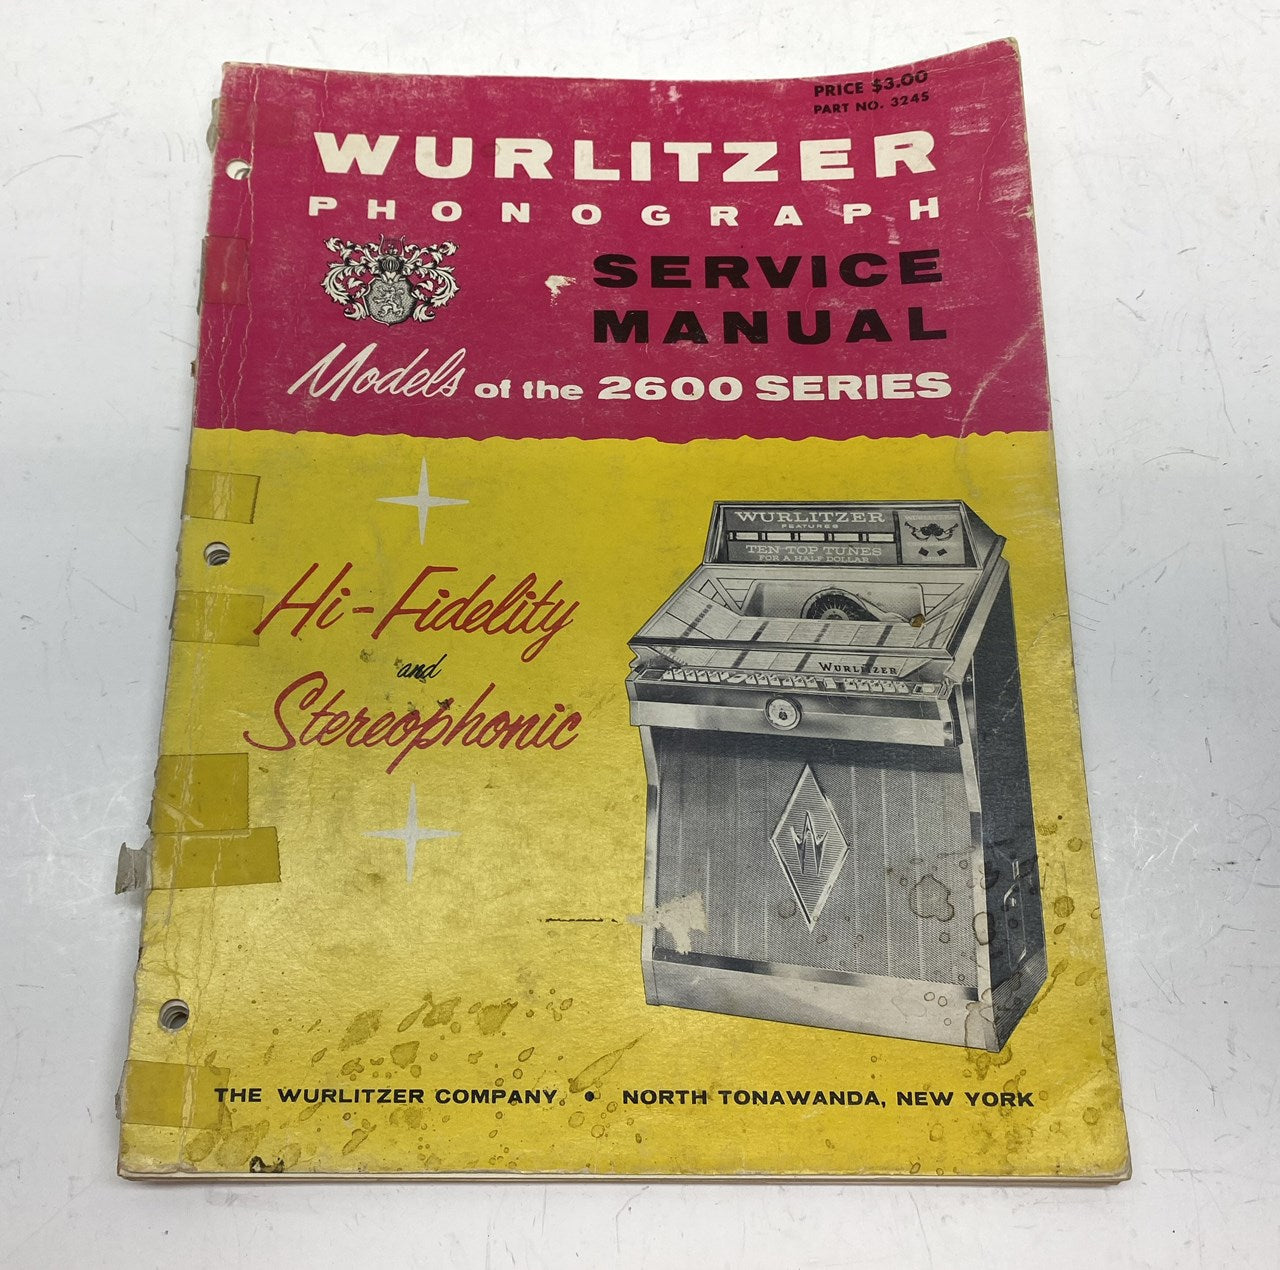 PRICE $3.00
PART NO. 3245
WURLITZER
PHONOGRAPH
SERVICE
MANUAL
Models of the 2600 SERIES
Hi-Fidelity
and
Stereophonic
WURLITZER
FEATURES
TEN TOP TUNES
FOR A HALF DOLLAR
WURLITZER
THE WURLITZER COMPANY • NORTH TONAWANDA, NEW YORK